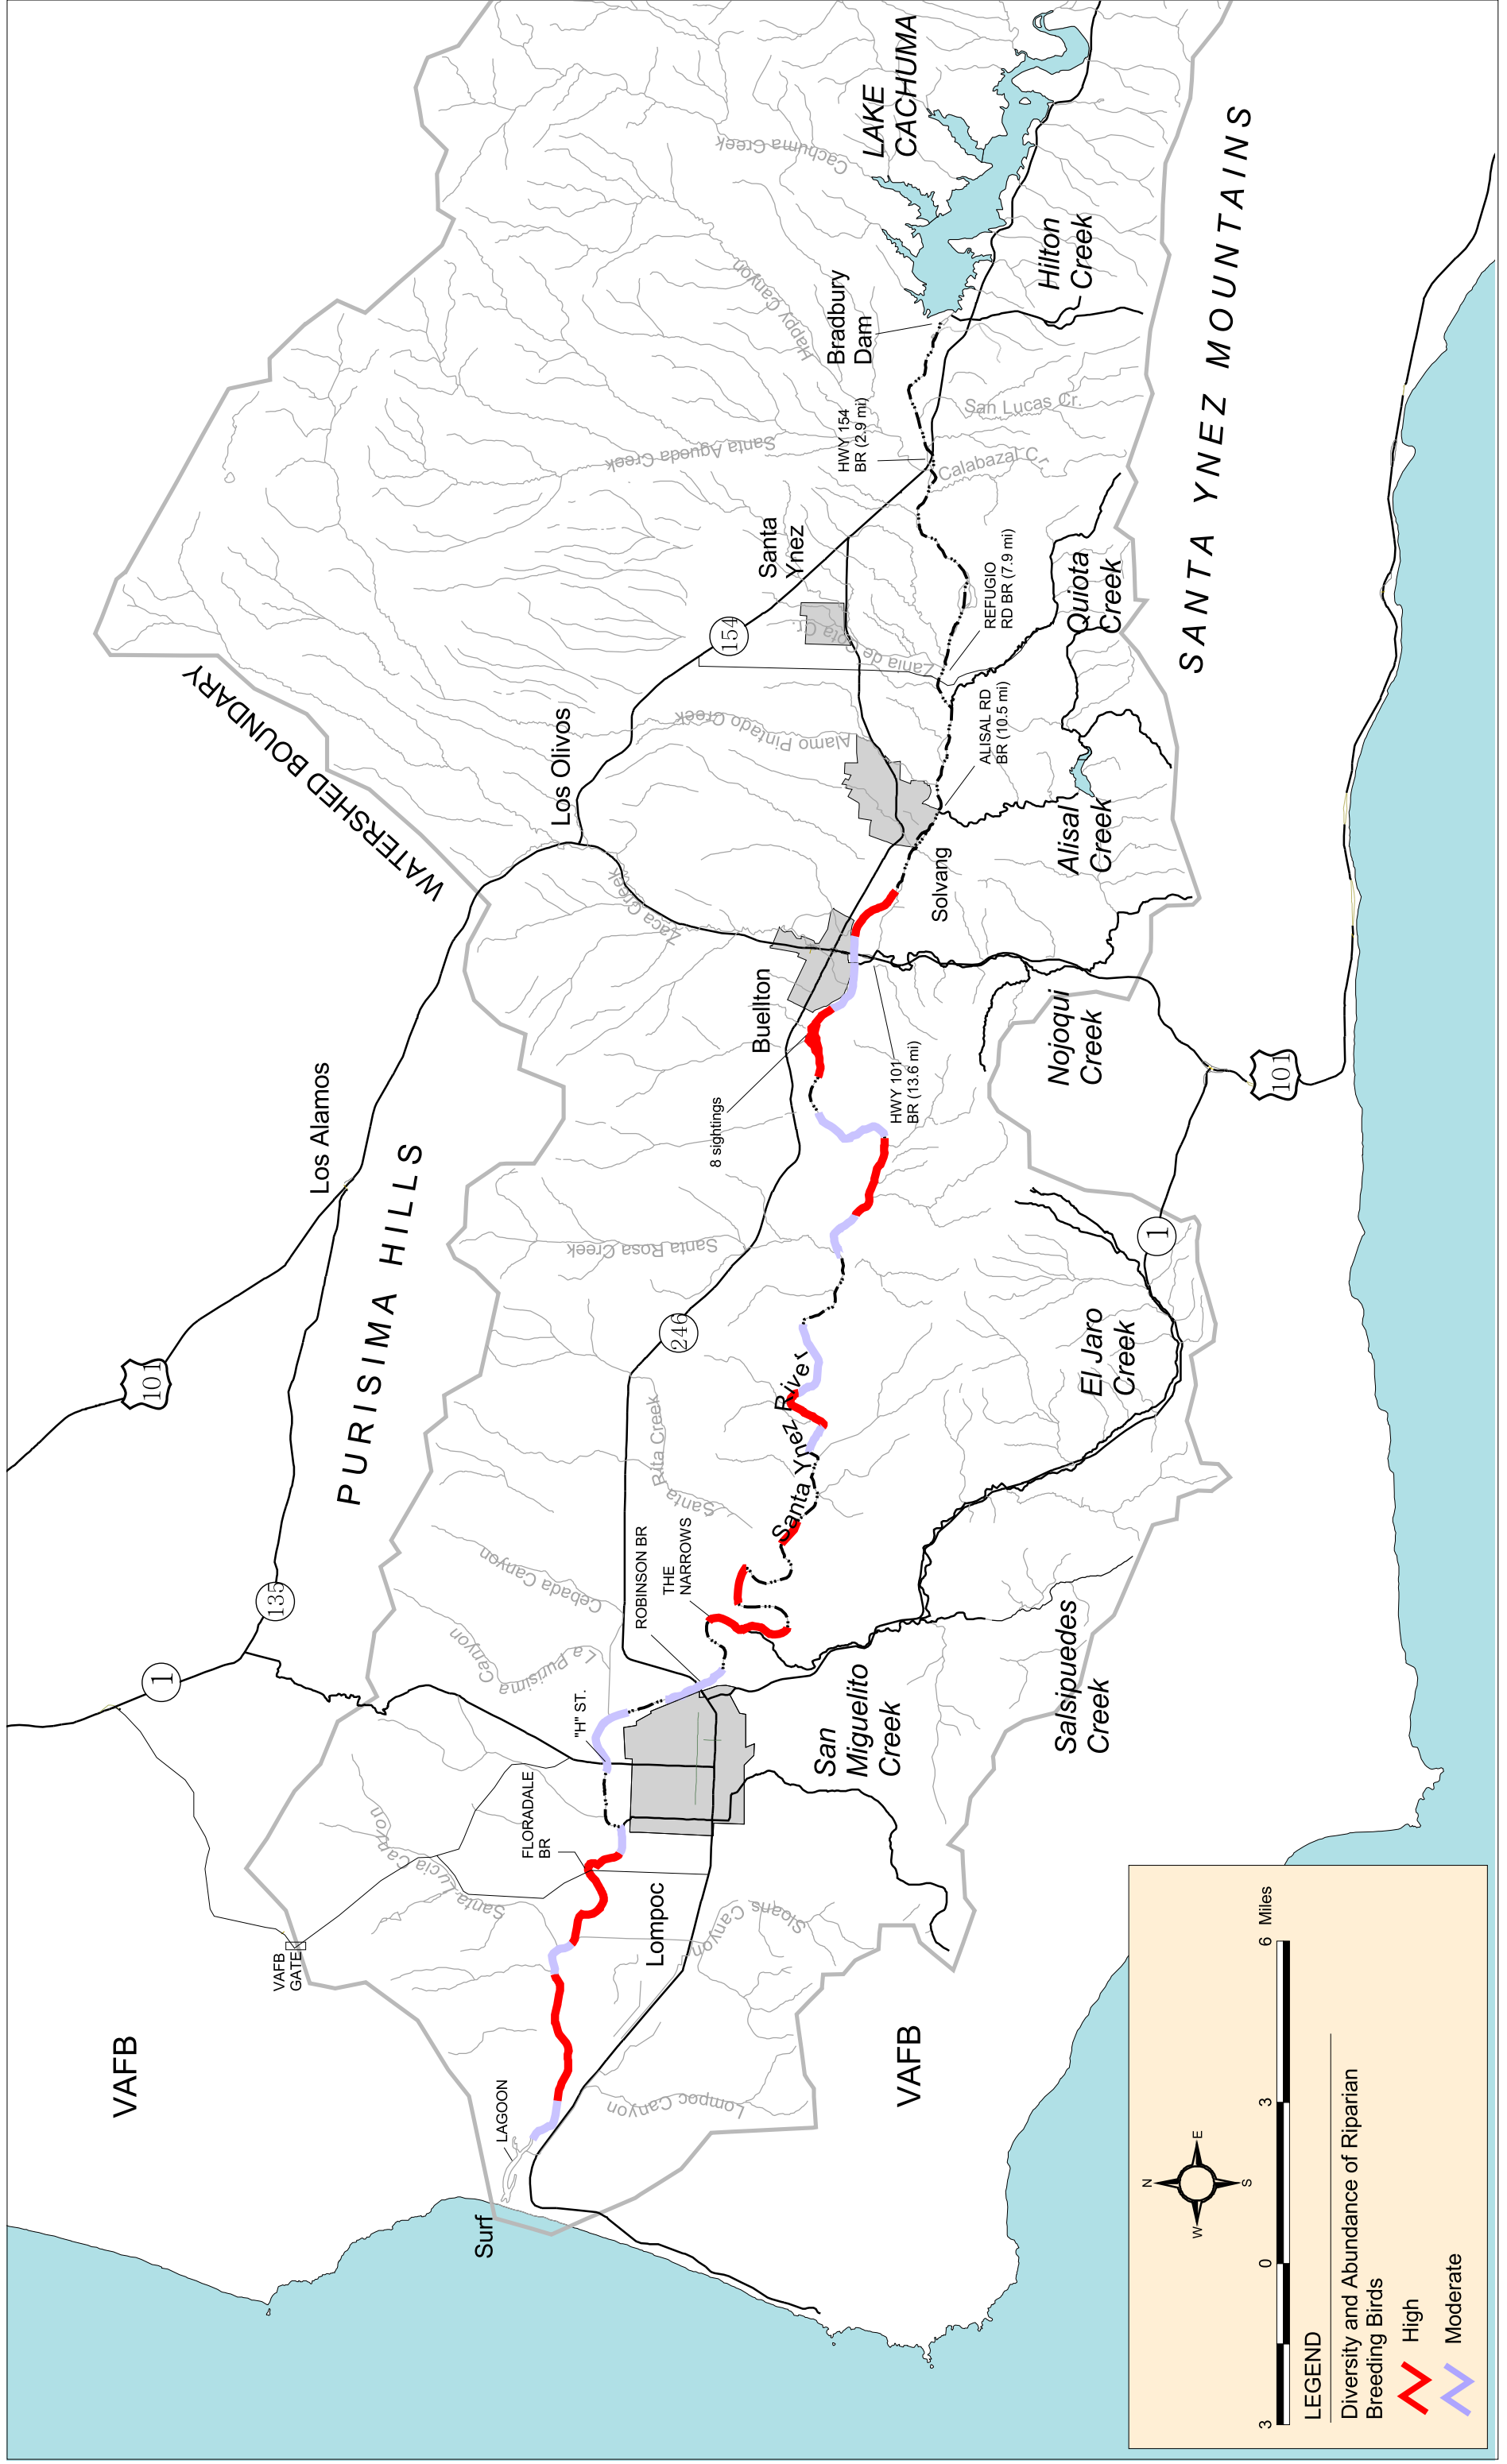 WATERSHED BOUNDARY
PURISIMA HILLS
SANTA YNEZ MOUNTAINS
VAFB
VAFB
VAFB
GATE
Surf
LAGOON
Lompoc
FLORADALE
BR
"H" ST.
ROBINSON BR
THE
NARROWS
Santa Ynez River
8 sightings
Buellton
HWY 101
BR (13.6 mi)
Solvang
ALISAL RD
BR (10.5 mi)
REFUGIO
RD BR (7.9 mi)
Santa
Ynez
Los Olivos
Los Alamos
HWY 154
BR (2.9 mi)
Bradbury
Dam
LAKE
CACHUMA
Hilton
Creek
Quiota
Creek
Alisal
Creek
Nojoqui
Creek
El Jaro
Creek
Salsipuedes
Creek
San
Miguelito
Creek
Lompoc Canyon
Sloans
Canyon
Santa Lucia Canyon
La Purisima
Canyon
Cebada Canyon
Santa Rita Creek
Santa Rosa Creek
Zaca Creek
Alamo Pintado Creek
Zania de Cota Cr.
Santa Agueda Creek
Happy Canyon
Cachuma Creek
San Lucas Cr.
Calabazal Cr.
1
135
101
246
154
1
101
N
W
E
S
3
0
3
6
Miles
LEGEND
Diversity and Abundance of Riparian
Breeding Birds
High
Moderate